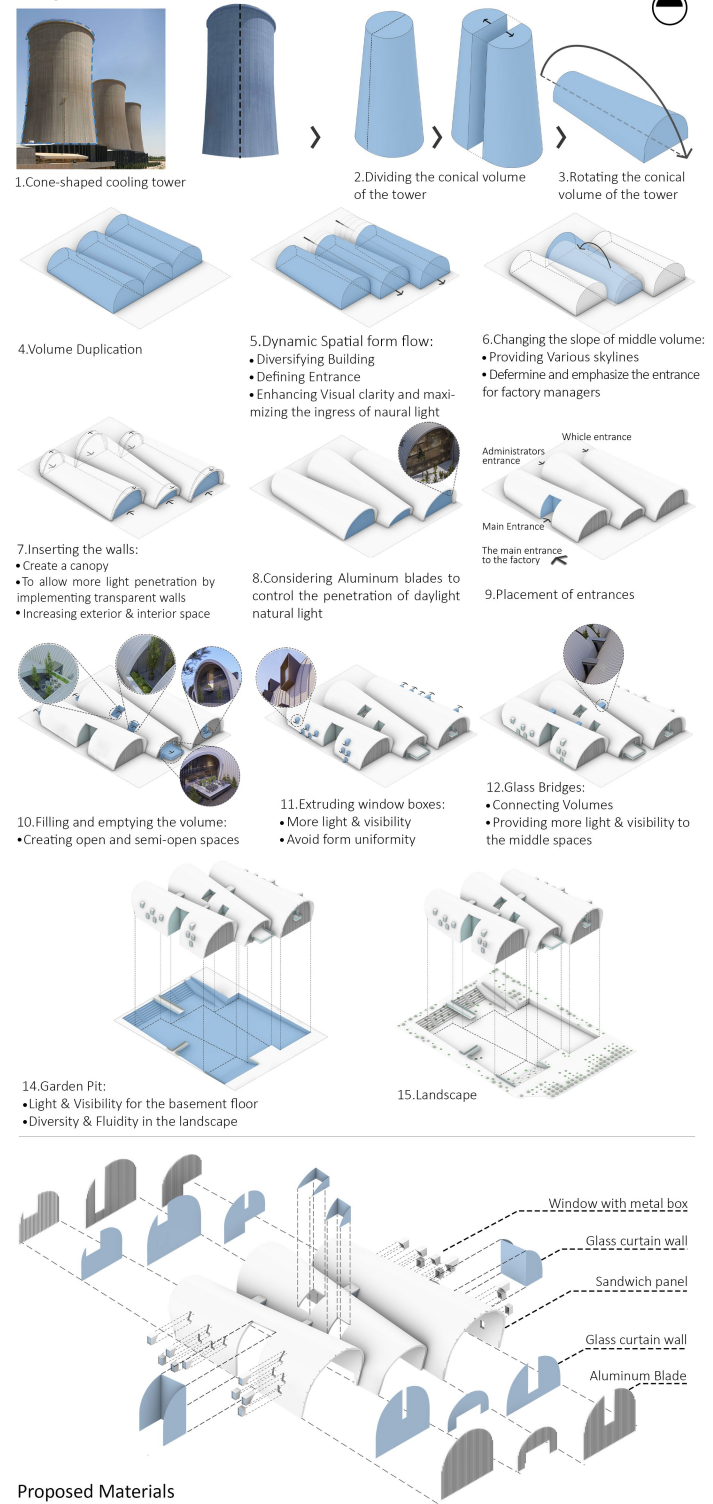 1.Cone-shaped cooling tower
2.Dividing the conical volume
of the tower
3.Rotating the conical
volume of the tower
4.Volume Duplication
5.Dynamic Spatial form flow:
• Diversifying Building
• Defining Entrance
• Enhancing Visual clarity and maxi-
mizing the ingress of naural light
6.Changing the slope of middle volume:
• Providing Various skylines
• Defermine and emphasize the entrance
for factory managers
7.Inserting the walls:
• Create a canopy
• To allow more light penetration by
implementing transparent walls
• Increasing exterior & interior space
8.Considering Aluminum blades to
control the penetration of daylight
natural light
Whicle entrance
Administrators
entrance
Main Entrance
The main entrance
to the factory
9.Placement of entrances
10.Filling and emptying the volume:
• Creating open and semi-open spaces
11.Extruding window boxes:
• More light & visibility
• Avoid form uniformity
12.Glass Bridges:
• Connecting Volumes
• Providing more light & visibility to
the middle spaces
14.Garden Pit:
• Light & Visibility for the basement floor
• Diversity & Fluidity in the landscape
15.Landscape
Window with metal box
Glass curtain wall
Sandwich panel
Glass curtain wall
Aluminum Blade
Proposed Materials